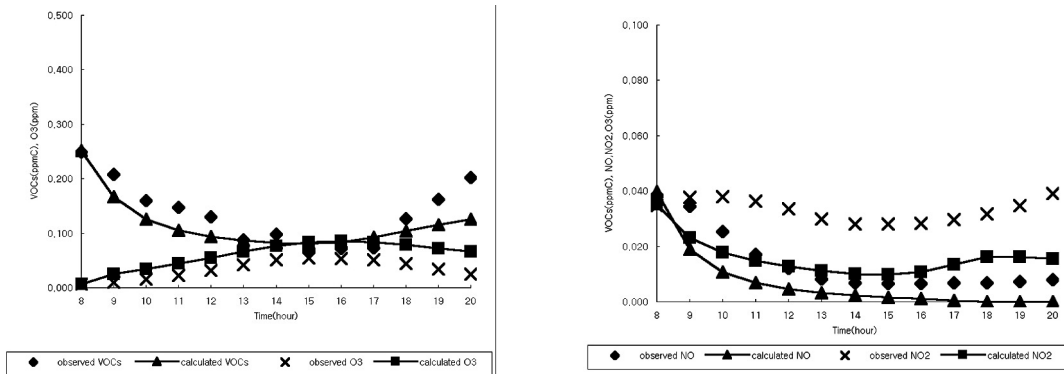 VOCs(ppmC), O3(ppm)
0,500
0,400
0,300
0,200
0,100
0,000
8 9 10 11 12 13 14 15 16 17 18 19 20
Time(hour)
observed VOCs calculated VOCs observed O3 calculated O3
VOCs(ppmC), NO,NO2,O3(ppm)
0,100
0,080
0,060
0,040
0,020
0,000
8 9 10 11 12 13 14 15 16 17 18 19 20
Time(hour)
observed NO calculated NO observed NO2 calculated NO2